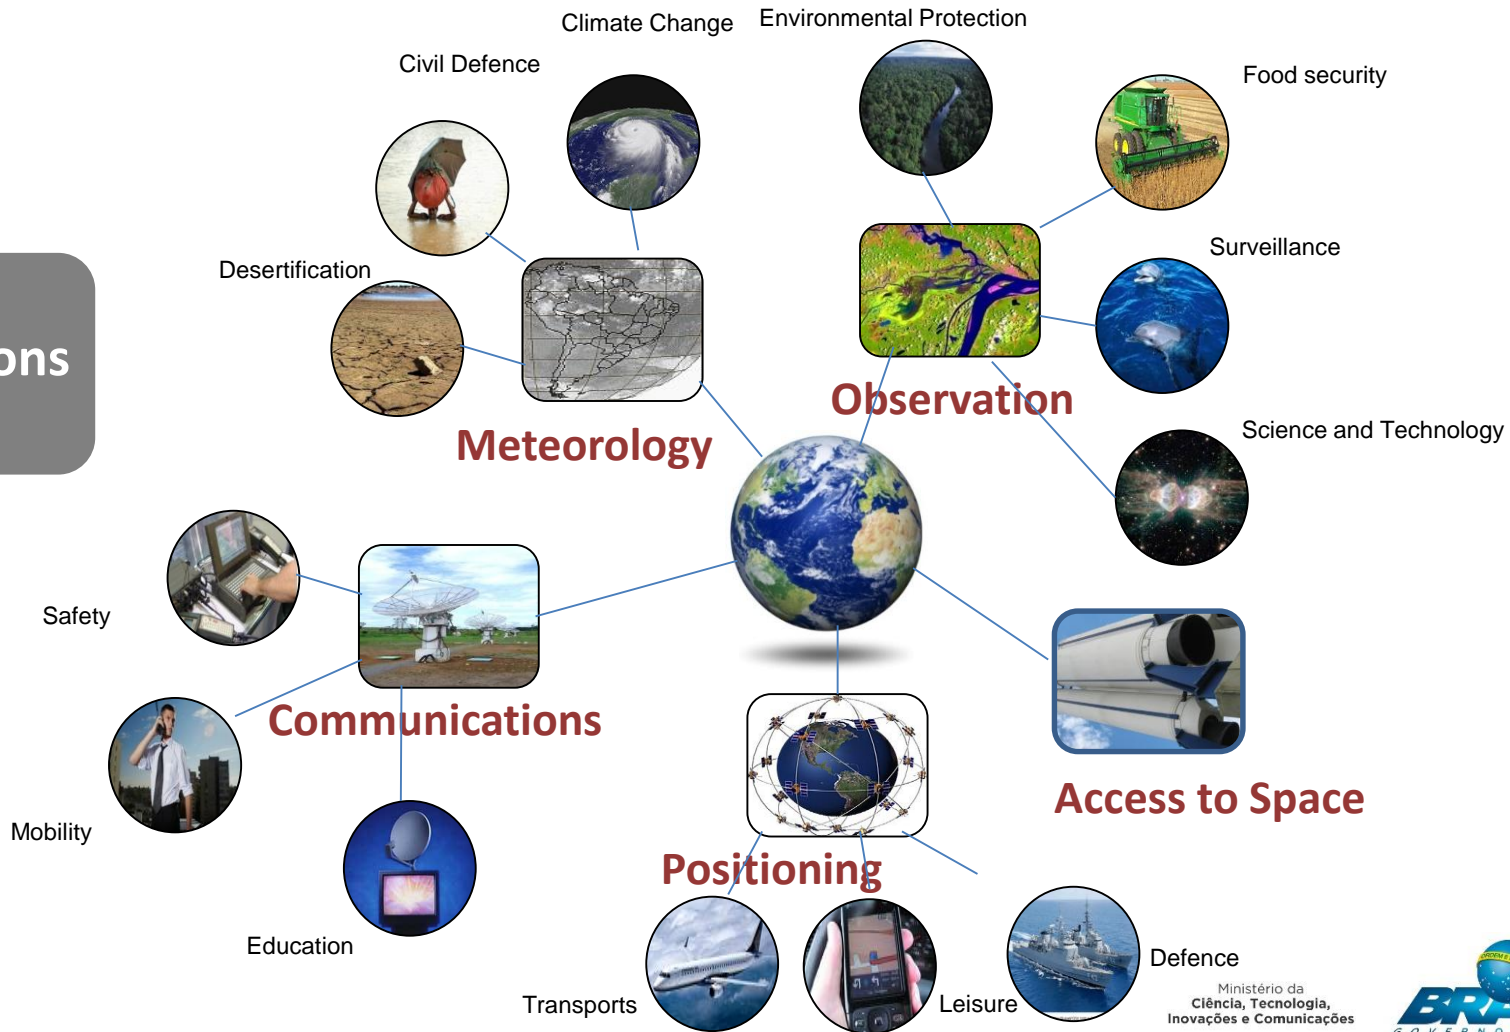 Climate Change
Environmental Protection
Civil Defence
Food security
Desertification
Surveillance
ons
Observation
Meteorology
Science and Technology
Safety
Communications
Access to Space
Mobility
Positioning
Education
Defence
Transports
Leisure
Ministério da
Ciência, Tecnologia,
Inovações e Comunicações